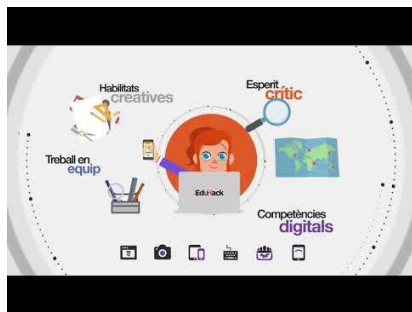 Habilitats
creatives
Esperit
crític
Treball en
equip
EduHack
Competències
digitals